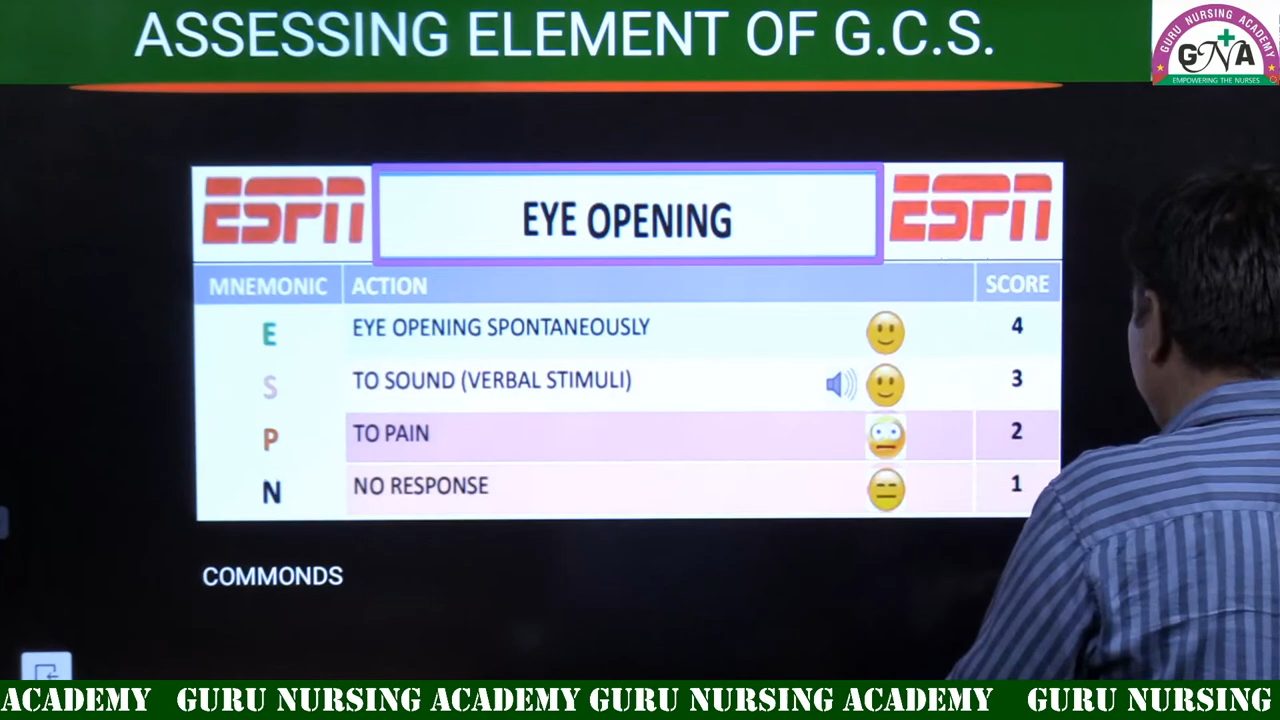 ASSESSING ELEMENT OF G.C.S.
GURU NURSING ACADEMY
GNA
EMPOWERING THE NURSES
ESPN
EYE OPENING
ESPN
MNEMONIC ACTION SCORE
E EYE OPENING SPONTANEOUSLY 4
S TO SOUND (VERBAL STIMULI) 3
P TO PAIN 2
N NO RESPONSE 1
COMMONDS
ACADEMY GURU NURSING ACADEMY GURU NURSING ACADEMY GURU NURSING